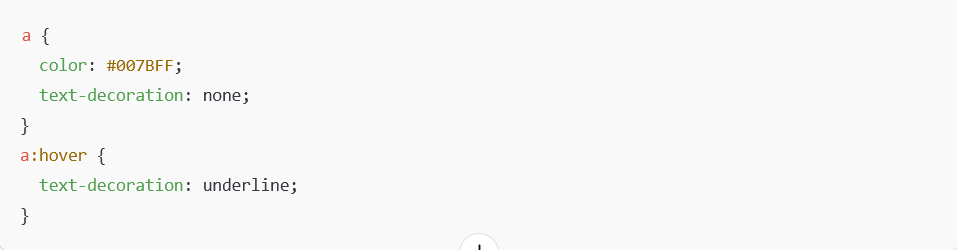 a {
  color: #007BFF;
  text-decoration: none;
}
a:hover {
  text-decoration: underline;
}